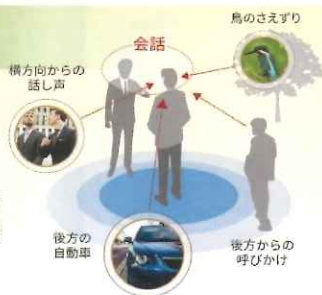 鳥のさえずり
会話
横方向からの
話し声
後方の
自動車
後方からの
呼びかけ